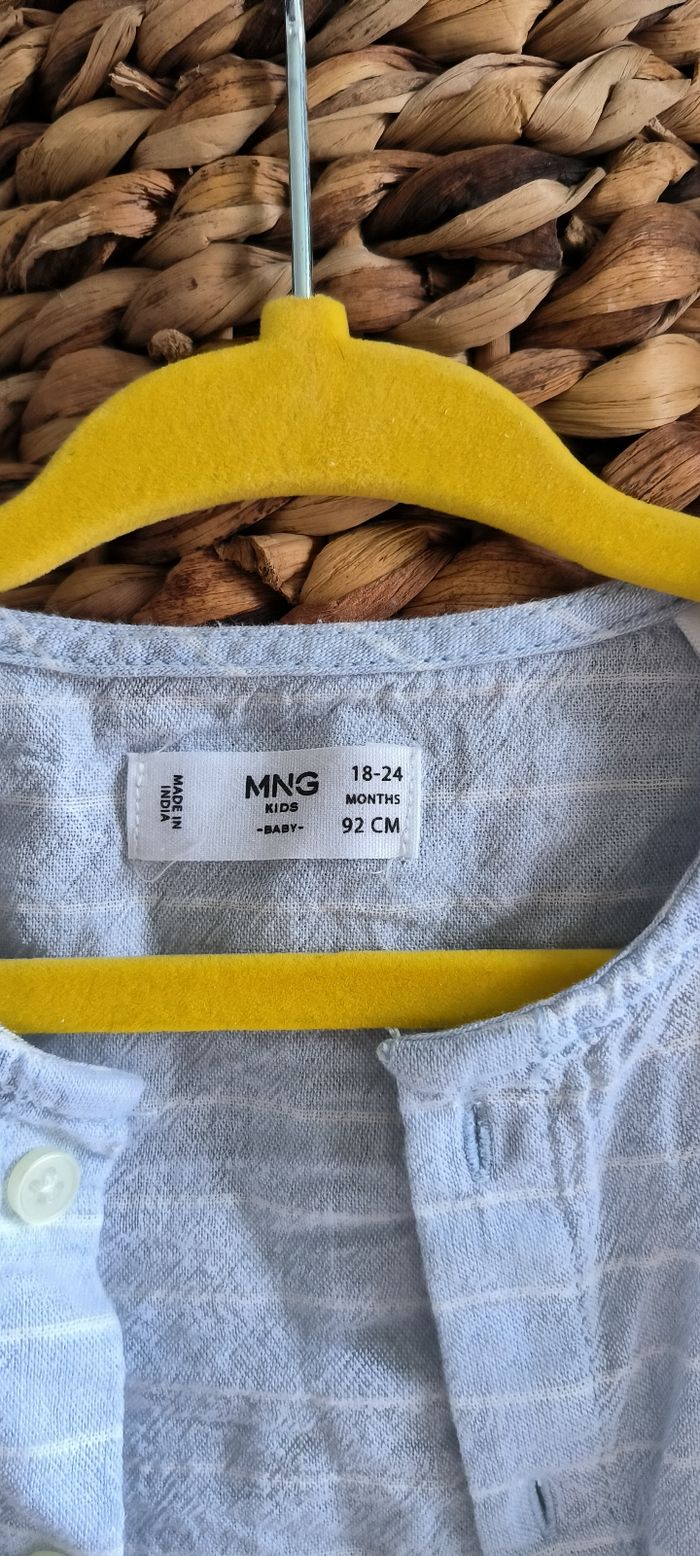 MADE IN
INDIA
MNG
KIDS
-BABY-
18-24
MONTHS
92 CM